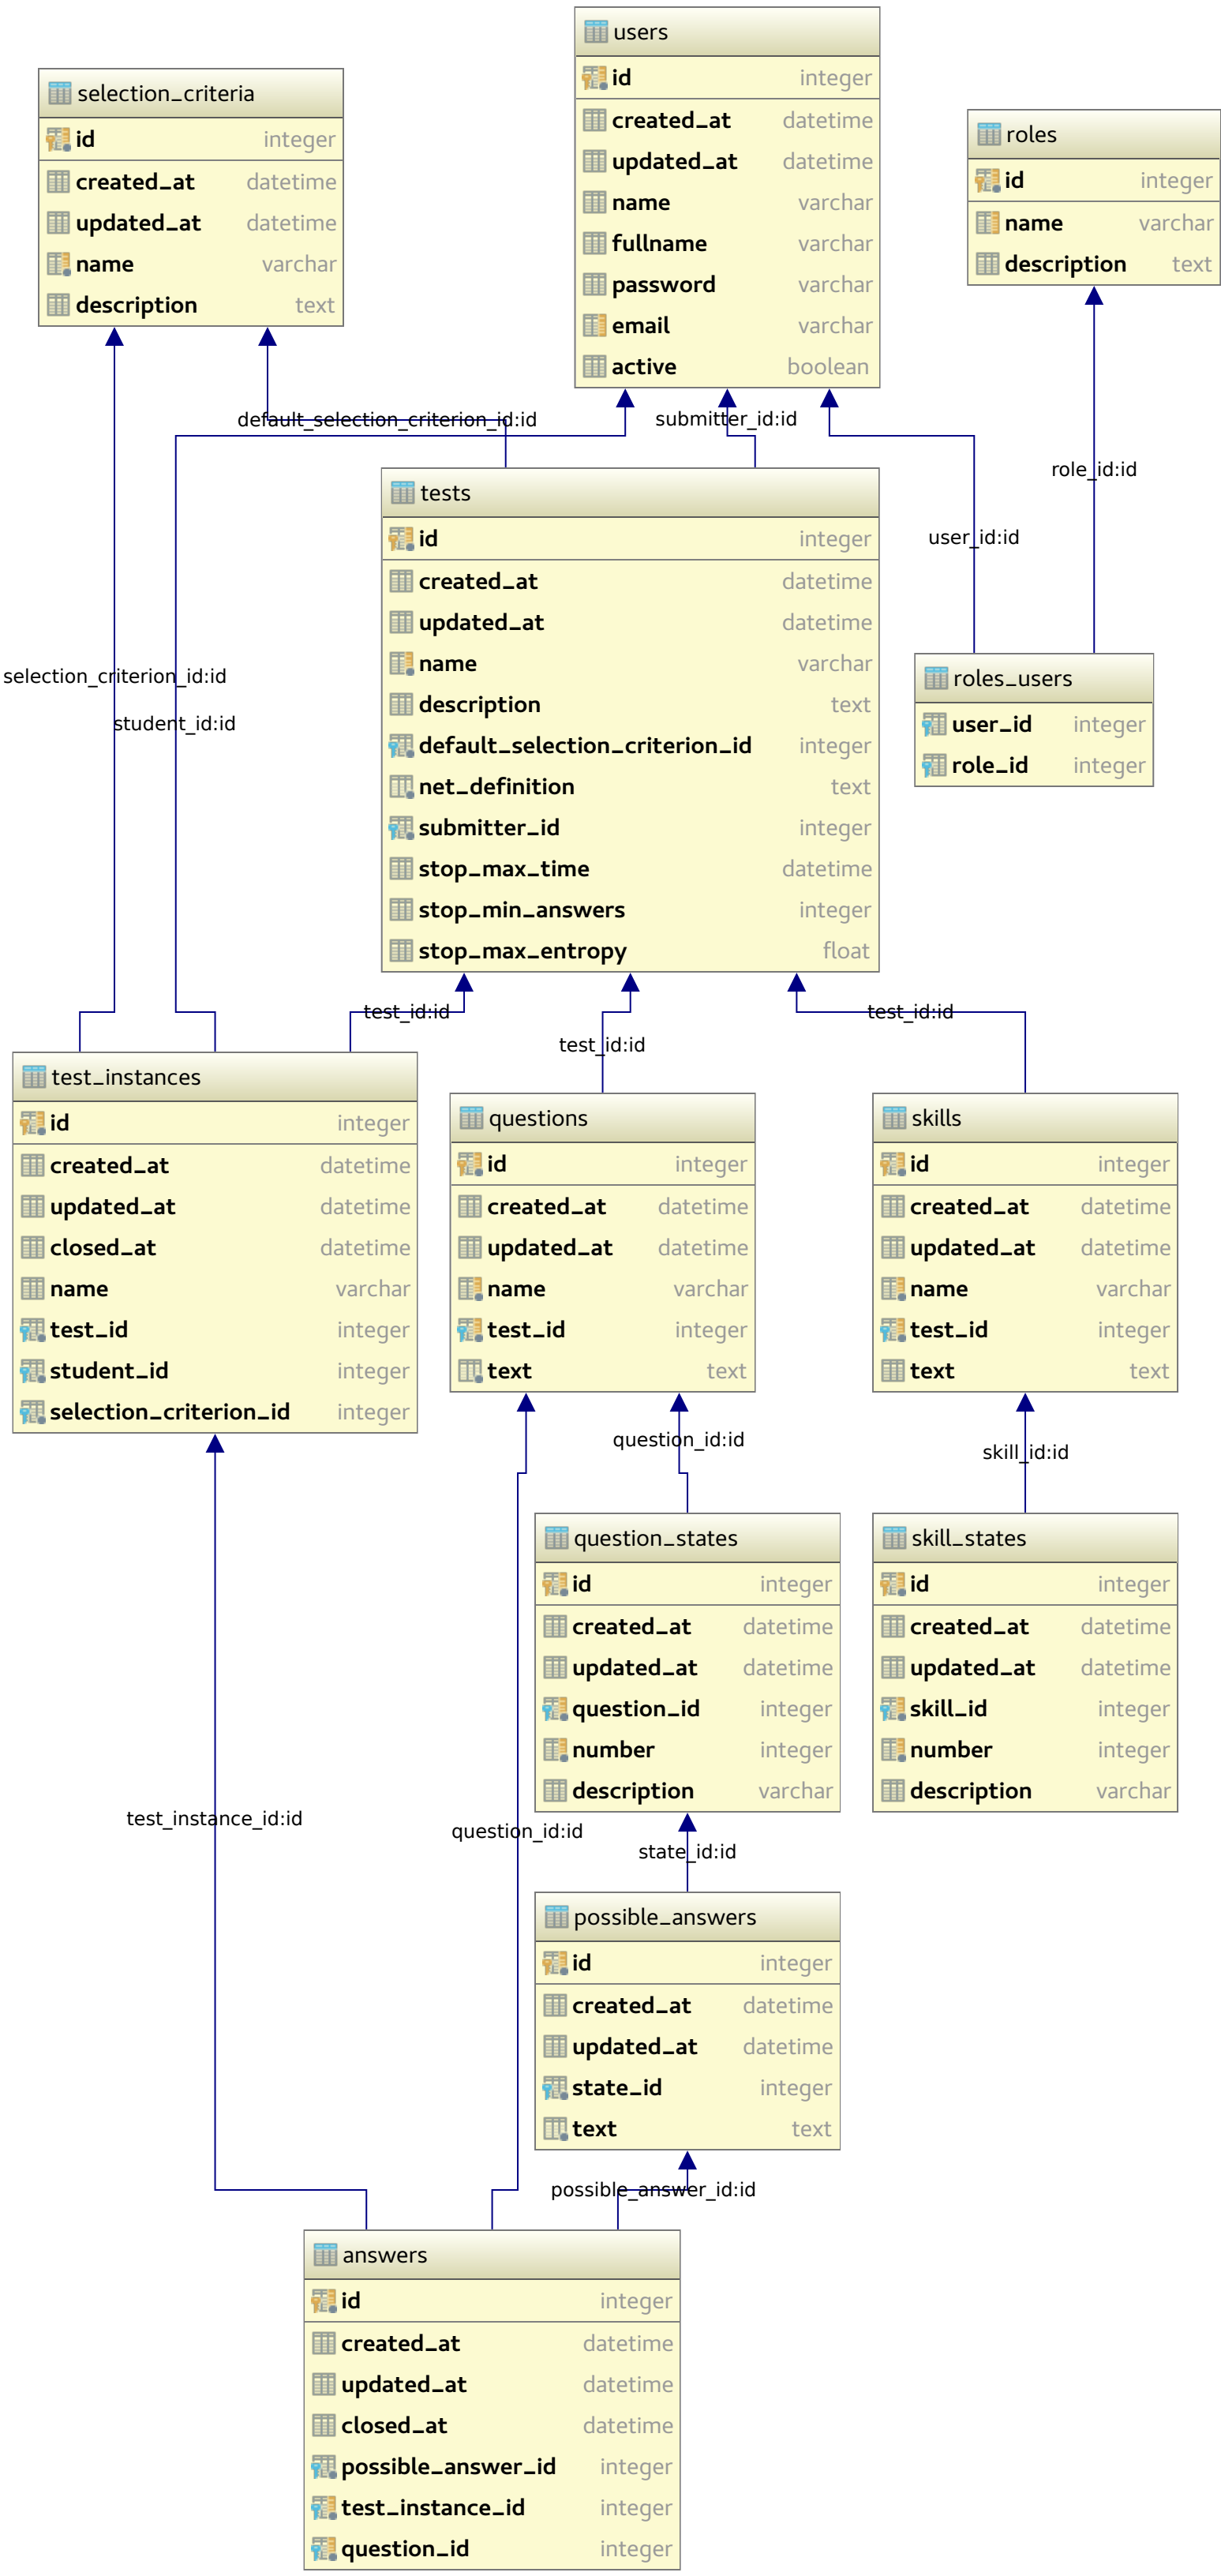 users
id integer
created_at datetime
updated_at datetime
name varchar
fullname varchar
password varchar
email varchar
active boolean
selection_criteria
id integer
created_at datetime
updated_at datetime
name varchar
description text
roles
id integer
name varchar
description text
default_selection_criterion_id:id
submitter_id:id
role_id:id
user_id:id
selection_criterion_id:id
student_id:id
tests
id integer
created_at datetime
updated_at datetime
name varchar
description text
default_selection_criterion_id integer
net_definition text
submitter_id integer
stop_max_time datetime
stop_min_answers integer
stop_max_entropy float
roles_users
user_id integer
role_id integer
test_id:id
test_id:id
test_id:id
test_instances
id integer
created_at datetime
updated_at datetime
closed_at datetime
name varchar
test_id integer
student_id integer
selection_criterion_id integer
questions
id integer
created_at datetime
updated_at datetime
name varchar
test_id integer
text text
skills
id integer
created_at datetime
updated_at datetime
name varchar
test_id integer
text text
question_id:id
skill_id:id
question_states
id integer
created_at datetime
updated_at datetime
question_id integer
number integer
description varchar
skill_states
id integer
created_at datetime
updated_at datetime
skill_id integer
number integer
description varchar
test_instance_id:id
question_id:id
state_id:id
possible_answers
id integer
created_at datetime
updated_at datetime
state_id integer
text text
possible_answer_id:id
answers
id integer
created_at datetime
updated_at datetime
closed_at datetime
possible_answer_id integer
test_instance_id integer
question_id integer